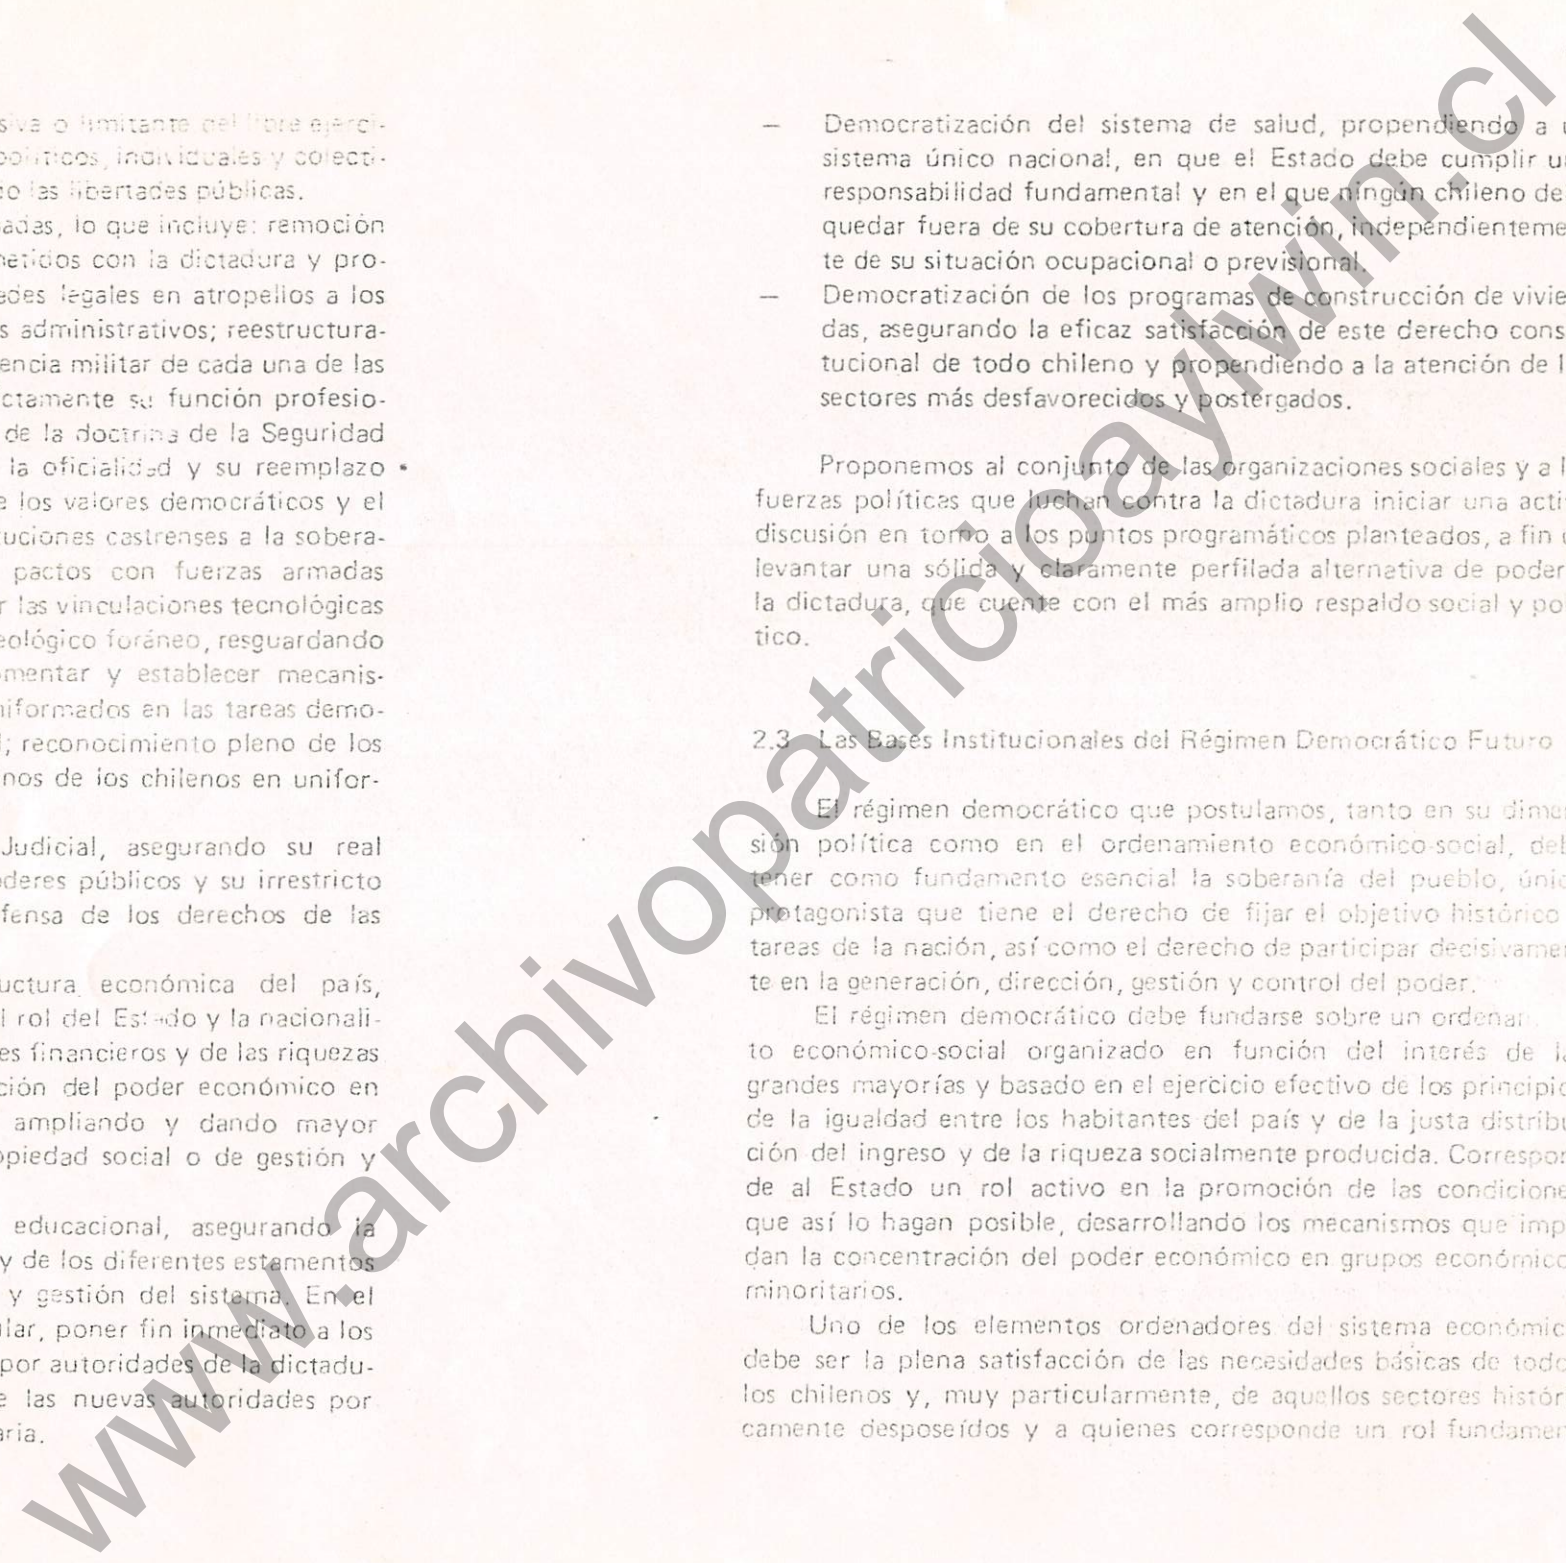 siva o limitante del libre ejerci-
políticos, individuales y colecti-
o las libertades públicas.
adas, lo que incluye: remoción
metidos con la dictadura y pro-
edes legales en atropellos a los
s administrativos; reestructura-
encia militar de cada una de las
ctamente su función profesio-
de la doctrina de la Seguridad
la oficialidad y su reemplazo
e los valores democráticos y el
uciones castrenses a la sobera-
pactos con fuerzas armadas
r las vinculaciones tecnológicas
eológico foráneo, resguardando
mentar y establecer mecanis-
niformados en las tareas demo-
l; reconocimiento pleno de los
nos de los chilenos en unifor-
Judicial, asegurando su real
oderes públicos y su irrestricto
fensa de los derechos de las
uctura económica del país,
l rol del Estado y la nacionali-
es financieros y de las riquezas
ción del poder económico en
ampliando y dando mayor
opiedad social o de gestión y
educacional, asegurando la
y de los diferentes estamentos
y gestión del sistema. En el
lar, poner fin inmediato a los
por autoridades de la dictadu-
e las nuevas autoridades por
aria.
— Democratización del sistema de salud, propendiendo a u
sistema único nacional, en que el Estado debe cumplir un
responsabilidad fundamental y en el que ningún chileno de
quedar fuera de su cobertura de atención, independienteme
te de su situación ocupacional o previsional.
— Democratización de los programas de construcción de vivie
das, asegurando la eficaz satisfacción de este derecho cons
tucional de todo chileno y propendiendo a la atención de l
sectores más desfavorecidos y postergados.
Proponemos al conjunto de las organizaciones sociales y a l
fuerzas políticas que luchan contra la dictadura iniciar una acti
discusión en torno a los puntos programáticos planteados, a fin d
levantar una sólida y claramente perfilada alternativa de poder
la dictadura, que cuente con el más amplio respaldo social y pol
tico.
2.3 Las Bases Institucionales del Régimen Democrático Futuro
El régimen democrático que postulamos, tanto en su dimen
sión política como en el ordenamiento económico-social, deb
tener como fundamento esencial la soberanía del pueblo, únic
protagonista que tiene el derecho de fijar el objetivo histórico
tareas de la nación, así como el derecho de participar decisivamen
te en la generación, dirección, gestión y control del poder.
El régimen democrático debe fundarse sobre un ordenam
to económico-social organizado en función del interés de la
grandes mayorías y basado en el ejercicio efectivo de los principio
de la igualdad entre los habitantes del país y de la justa distribu
ción del ingreso y de la riqueza socialmente producida. Correspon
de al Estado un rol activo en la promoción de las condicione
que así lo hagan posible, desarrollando los mecanismos que impi
dan la concentración del poder económico en grupos económico
minoritarios.
Uno de los elementos ordenadores del sistema económic
debe ser la plena satisfacción de las necesidades básicas de todo
los chilenos y, muy particularmente, de aquellos sectores históri
camente desposeídos y a quienes corresponde un rol fundamen
www.archivopatricioaylwin.cl